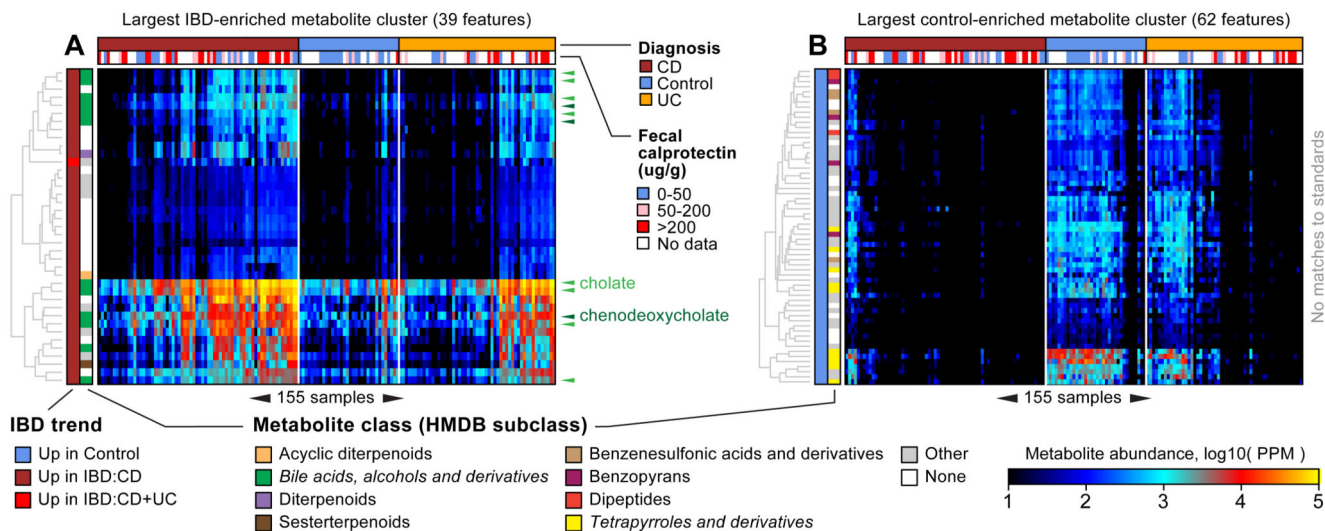 Largest IBD-enriched metabolite cluster (39 features)
A
Diagnosis
CD
Control
UC
Fecal
calprotectin
(ug/g)
0-50
50-200
>200
No data
cholate
chenodeoxycholate
155 samples
Largest control-enriched metabolite cluster (62 features)
B
No matches to standards
155 samples
IBD trend
Up in Control
Up in IBD:CD
Up in IBD:CD+UC
Metabolite class (HMDB subclass)
Acyclic diterpenoids
Bile acids, alcohols and derivatives
Diterpenoids
Sesterterpenoids
Benzenesulfonic acids and derivatives
Benzopyrans
Dipeptides
Tetrapyrroles and derivatives
Other
None
Metabolite abundance, log10( PPM )
1 2 3 4 5